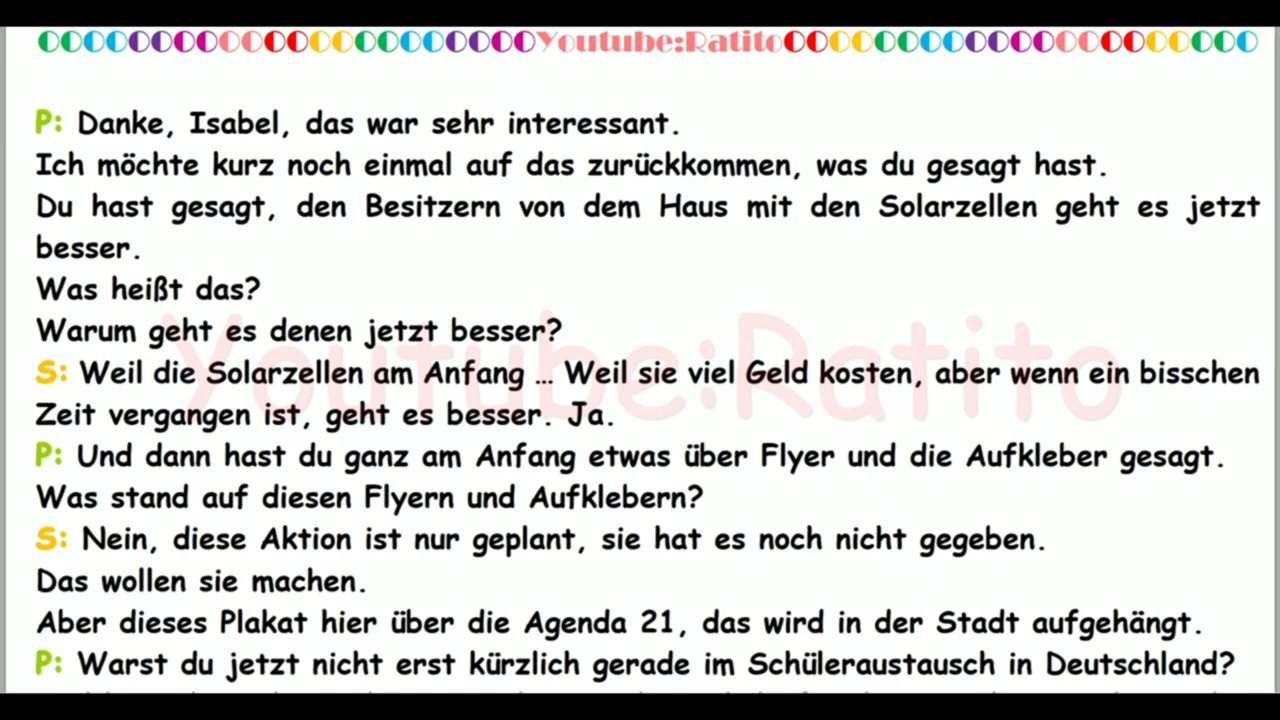 Youtube:Ratito
P: Danke, Isabel, das war sehr interessant.
Ich möchte kurz noch einmal auf das zurückkommen, was du gesagt hast.
Du hast gesagt, den Besitzern von dem Haus mit den Solarzellen geht es jetzt
besser.
Was heißt das?
Warum geht es denen jetzt besser?
Youtube:Ratito
S: Weil die Solarzellen am Anfang … Weil sie viel Geld kosten, aber wenn ein bisschen
Zeit vergangen ist, geht es besser. Ja.
P: Und dann hast du ganz am Anfang etwas über Flyer und die Aufkleber gesagt.
Was stand auf diesen Flyern und Aufklebern?
S: Nein, diese Aktion ist nur geplant, sie hat es noch nicht gegeben.
Das wollen sie machen.
Aber dieses Plakat hier über die Agenda 21, das wird in der Stadt aufgehängt.
P: Warst du jetzt nicht erst kürzlich gerade im Schüleraustausch in Deutschland?